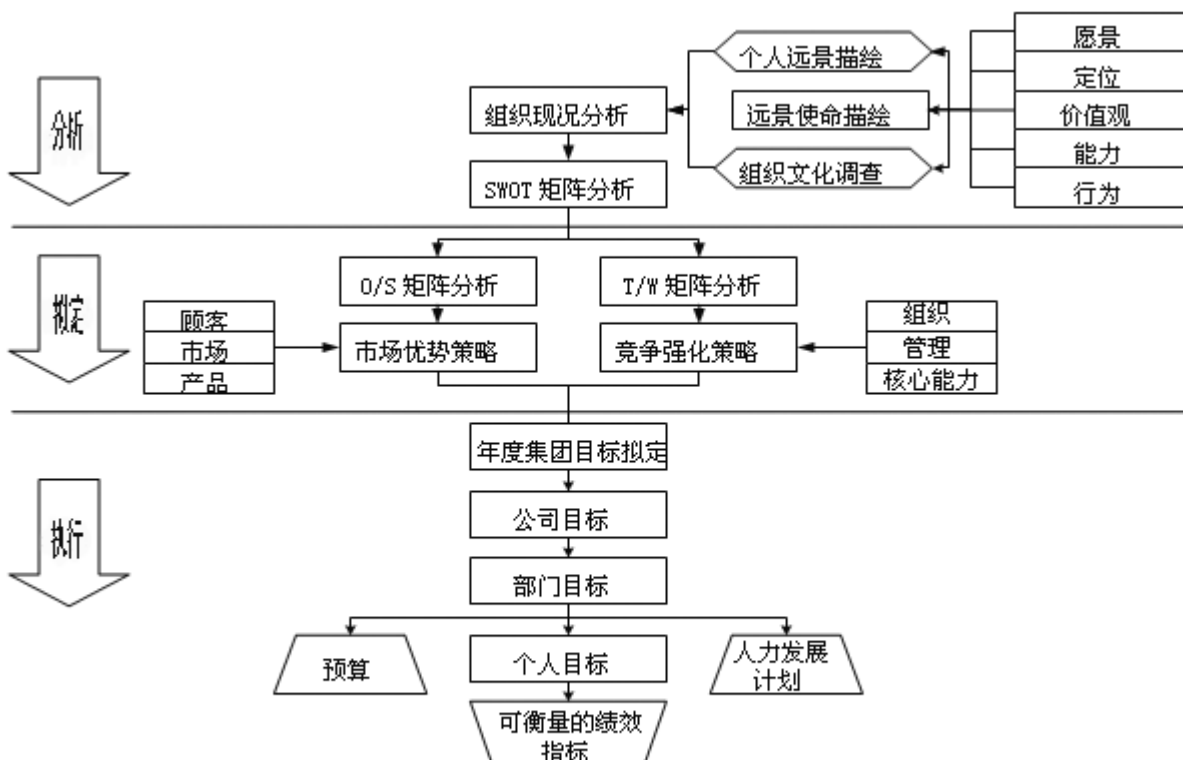 分析
个人远景描绘
组织现况分析
远景使命描绘
组织文化调查
SWOT 矩阵分析
愿景
定位
价值观
能力
行为
拟定
O/S 矩阵分析
T/W 矩阵分析
顾客
市场
产品
市场优势策略
竞争强化策略
组织
管理
核心能力
执行
年度集团目标拟定
公司目标
部门目标
预算
个人目标
人力发展
计划
可衡量的绩效
指标